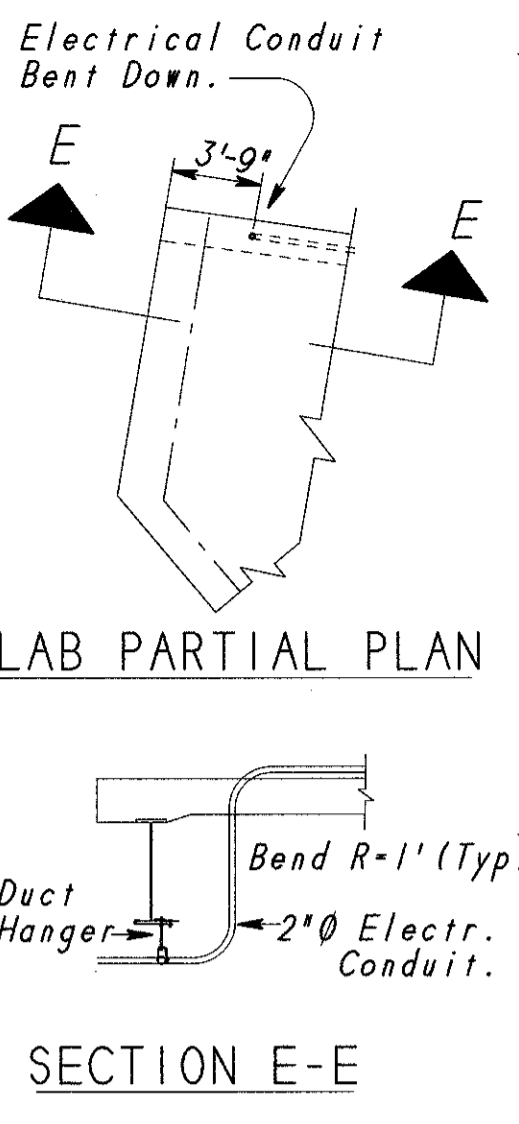 Electrical Conduit
Bent Down.
E
3'-9"
E
LAB PARTIAL PLAN
Bend R=1' (Typ.
Duct
Hanger
2"Ø Electr.
Conduit.
SECTION E-E